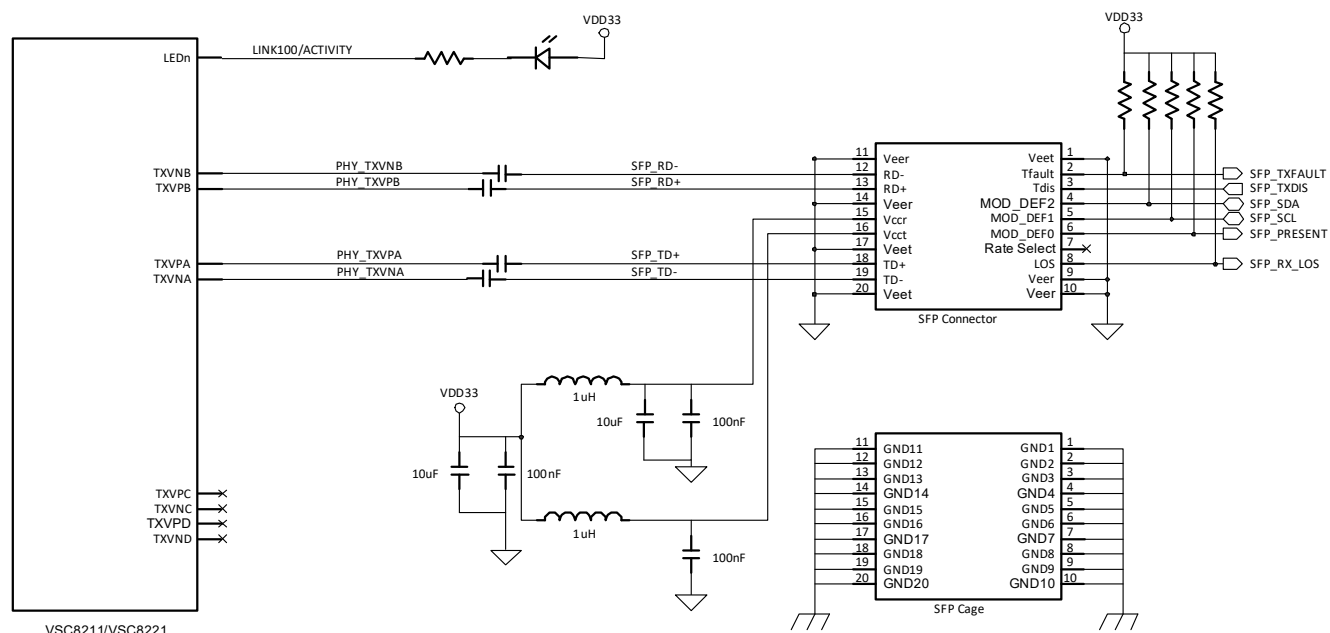 VDD33
VDD33
LEDn LINK100/ACTIVITY
TXVNB PHY_TXVNB SFP_RD-
TXVPB PHY_TXVPB SFP_RD+
TXVPA PHY_TXVPA SFP_TD+
TXVNA PHY_TXVNA SFP_TD-
11 Veer Veet 1
12 RD- Tfault 2 SFP_TXFAULT
13 RD+ Tdis 3 SFP_TXDIS
14 Veer MOD_DEF2 4 SFP_SDA
15 Vccr MOD_DEF1 5 SFP_SCL
16 Vcct MOD_DEF0 6 SFP_PRESENT
17 Veet Rate Select 7
18 TD+ LOS 8 SFP_RX_LOS
19 TD- Veer 9
20 Veet Veer 10
SFP Connector
VDD33
1uH
10uF 100nF
10uF 100nF
1uH
100nF
TXVPC
TXVNC
TXVPD
TXVND
11 GND11 GND1 1
12 GND12 GND2 2
13 GND13 GND3 3
14 GND14 GND4 4
15 GND15 GND5 5
16 GND16 GND6 6
17 GND17 GND7 7
18 GND18 GND8 8
19 GND19 GND9 9
20 GND20 GND10 10
SFP Cage
VSC8211/VSC8221